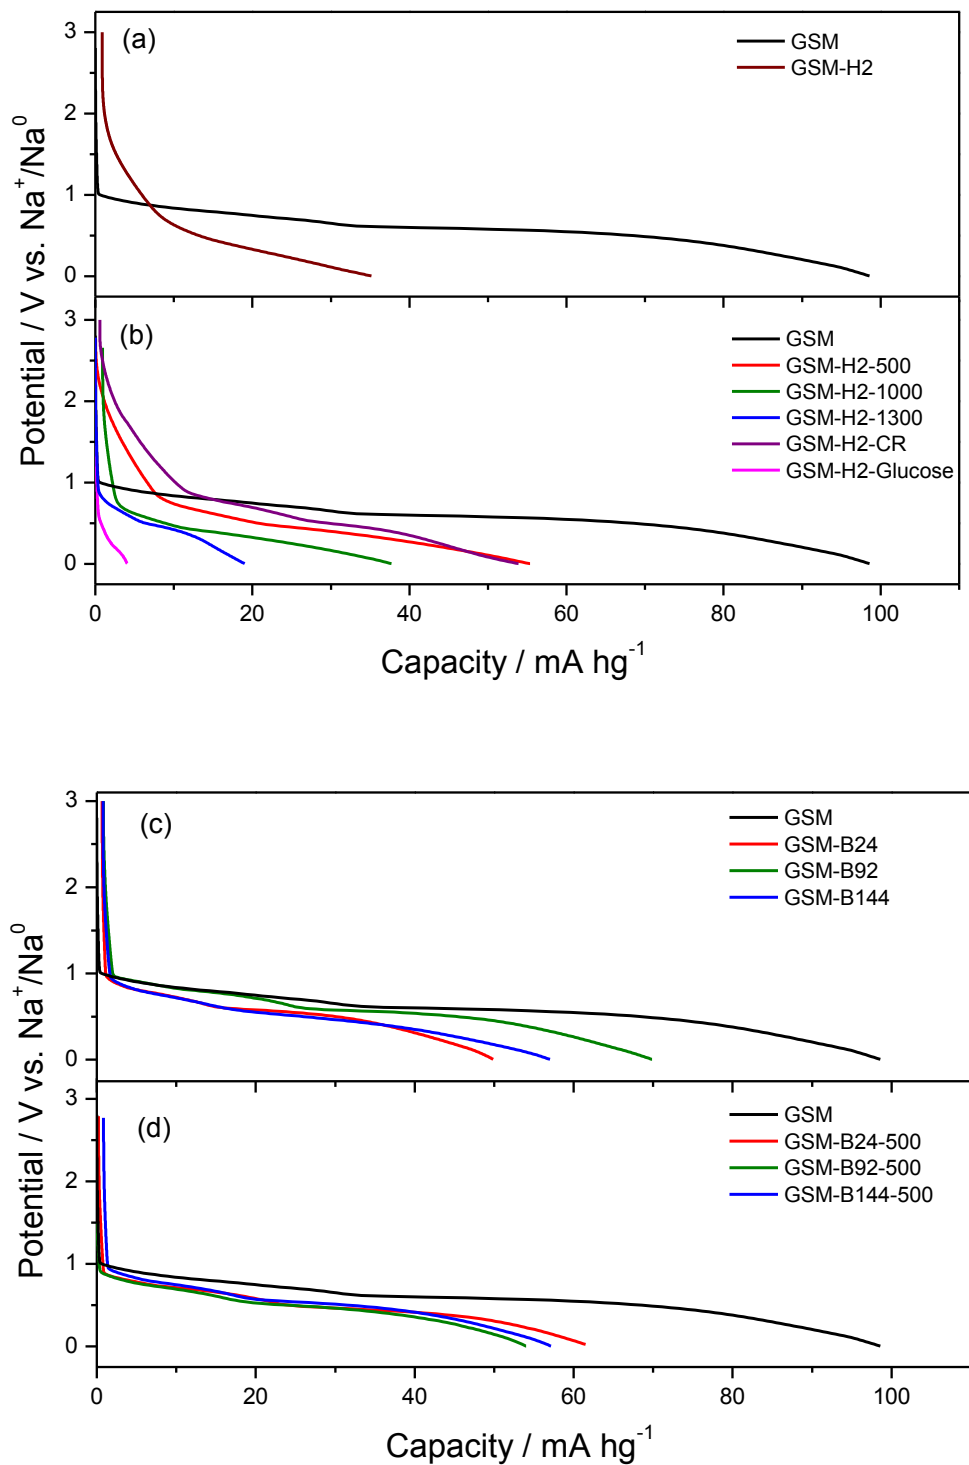 (a)
GSM
GSM-H2
3
2
1
0
(b)
GSM
GSM-H2-500
GSM-H2-1000
GSM-H2-1300
GSM-H2-CR
GSM-H2-Glucose
3
2
1
0
Potential / V vs. Na⁺/Na⁰
0 20 40 60 80 100
Capacity / mA hg⁻¹
(c)
GSM
GSM-B24
GSM-B92
GSM-B144
3
2
1
0
(d)
GSM
GSM-B24-500
GSM-B92-500
GSM-B144-500
3
2
1
0
Potential / V vs. Na⁺/Na⁰
0 20 40 60 80 100
Capacity / mA hg⁻¹